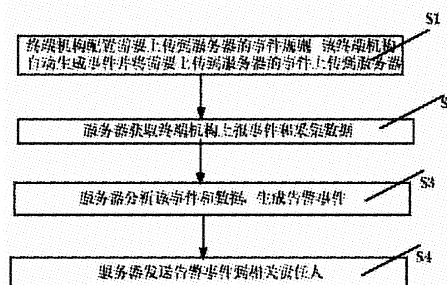 S1
终端机构配置需要上传到服务器的事件规则 该终端机构
自动生成事件并将需要上传到服务器的事件上传到服务器
S
服务器获取终端机构上报事件和采集数据
S3
服务器分析该事件和数据，生成告警事件
S4
服务器发送告警事件到相关责任人